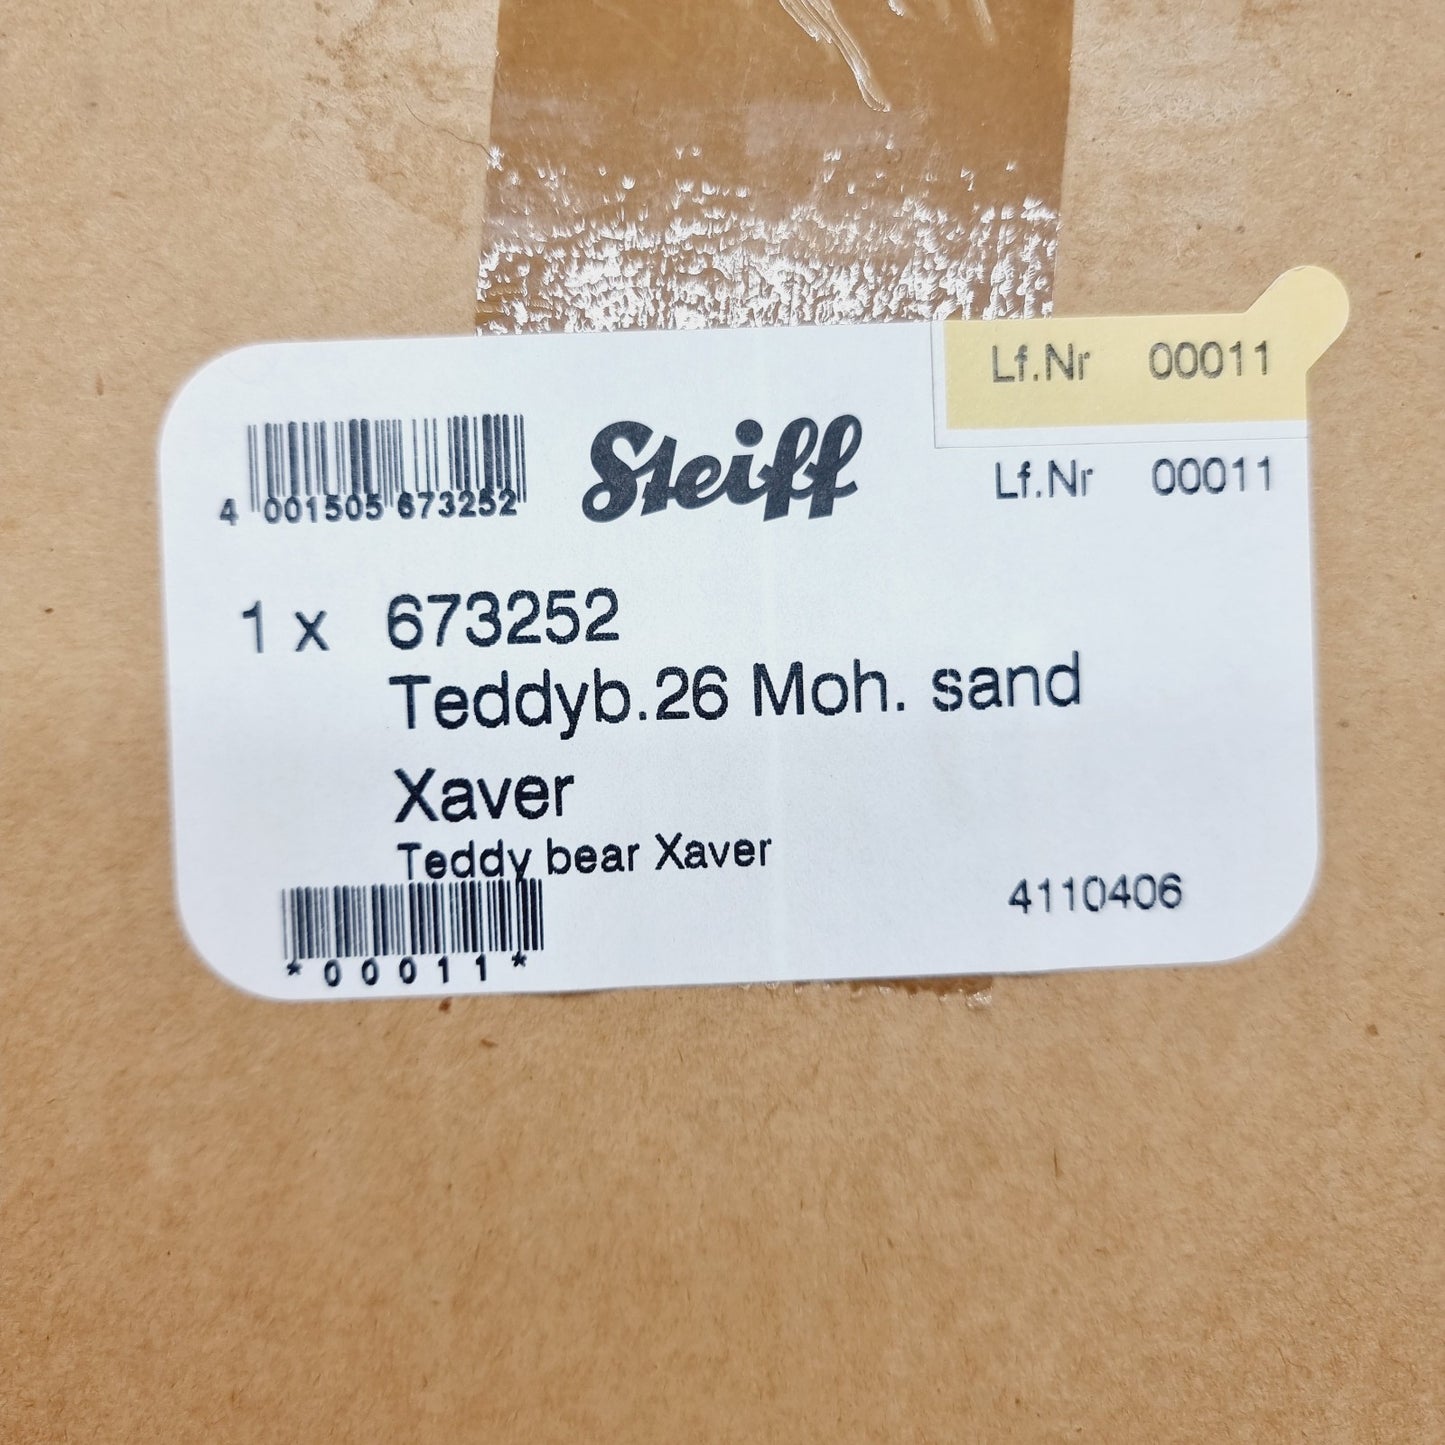 Lf.Nr 00011
Steiff
Lf.Nr 00011
4 001505 673252
1 x 673252
Teddyb.26 Moh. sand
Xaver
Teddy bear Xaver
4110406
*00011*